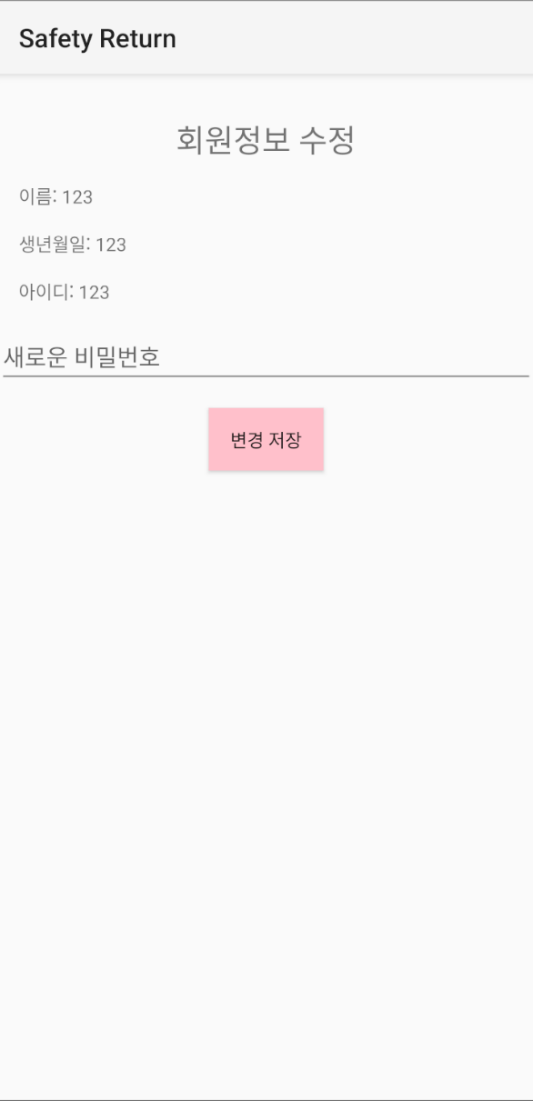 Safety Return
회원정보 수정
이름: 123
생년월일: 123
아이디: 123
새로운 비밀번호
변경 저장